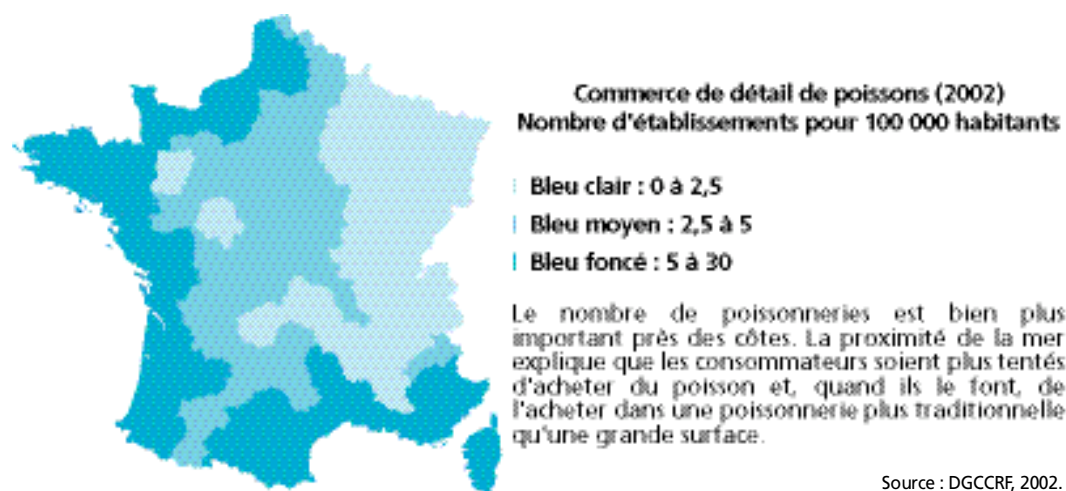 Commerce de détail de poissons (2002)
Nombre d'établissements pour 100 000 habitants
Bleu clair : 0 à 2,5
Bleu moyen : 2,5 à 5
Bleu foncé : 5 à 30
Le nombre de poissonneries est bien plus
important près des côtes. La proximité de la mer
explique que les consommateurs soient plus tentés
d'acheter du poisson et, quand ils le font, de
l'acheter dans une poissonnerie plus traditionnelle
qu'une grande surface.
Source : DGCCRF, 2002.